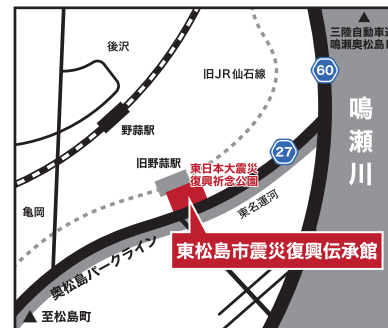 三陸自動車道
鳴瀬奥松島I
後沢
旧JR仙石線
60
鳴瀬川
野蒜駅
27
旧野蒜駅
東日本大震災
復興祈念公園
亀岡
東名運河
奥松島パークライン
東松島市震災復興伝承館
至松島町